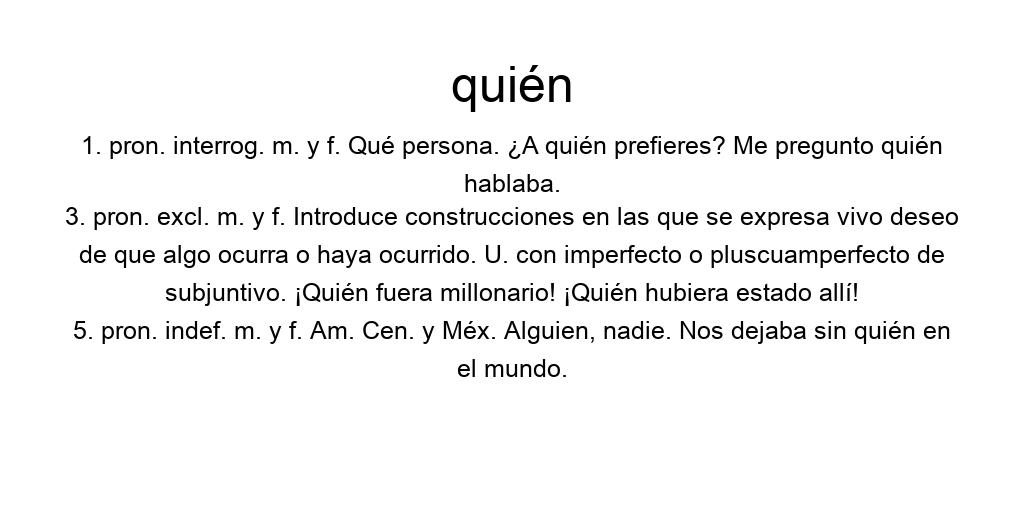 quién
1. pron. interrog. m. y f. Qué persona. ¿A quién prefieres? Me pregunto quién
hablaba.
3. pron. excl. m. y f. Introduce construcciones en las que se expresa vivo deseo
de que algo ocurra o haya ocurrido. U. con imperfecto o pluscuamperfecto de
subjuntivo. ¡Quién fuera millonario! ¡Quién hubiera estado allí!
5. pron. indef. m. y f. Am. Cen. y Méx. Alguien, nadie. Nos dejaba sin quién en
el mundo.